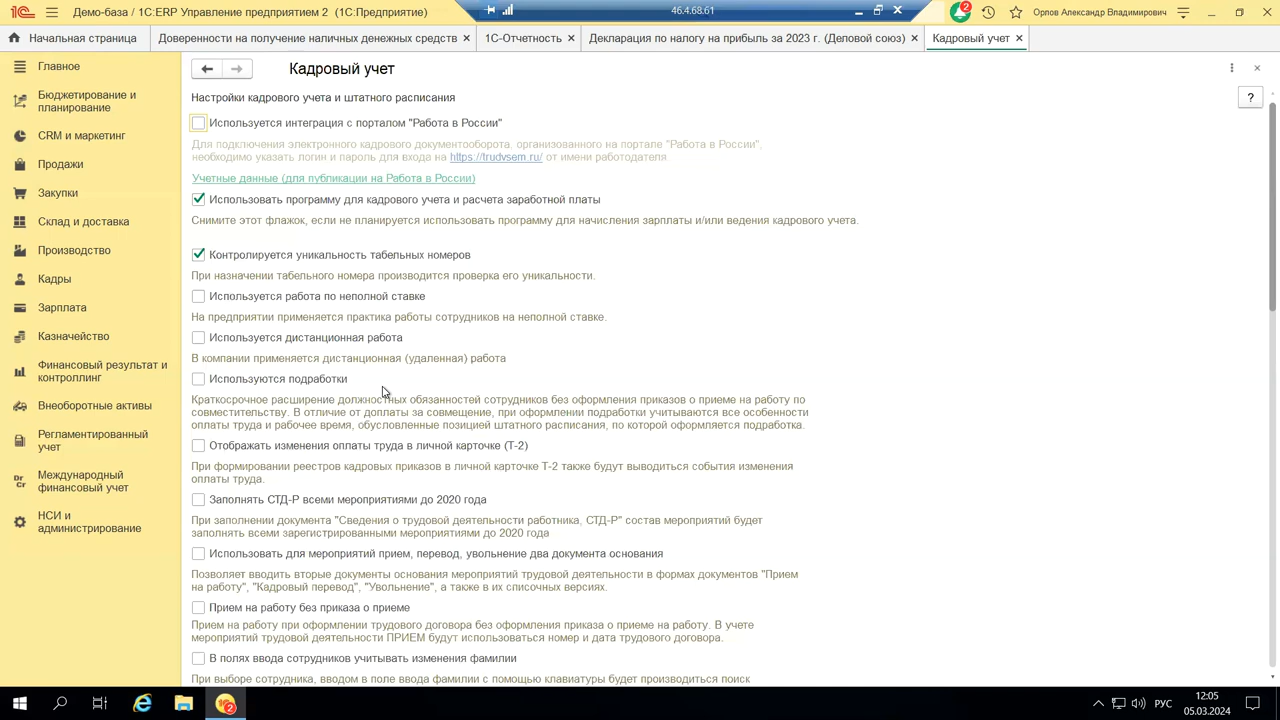 Демо-база / 1С:ERP Управление предприятием 2 (1С:Предприятие)
46.4.68.61
2
Орлов Александр Владимирович
Начальная страница
Доверенности на получение наличных денежных средств
1С-Отчетность
Декларация по налогу на прибыль за 2023 г. (Деловой союз)
Кадровый учет
Главное
Бюджетирование и
планирование
CRM и маркетинг
Продажи
Закупки
Склад и доставка
Производство
Кадры
Зарплата
Казначейство
Финансовый результат и
контроллинг
Внеоборотные активы
Регламентированный
учет
Dr
Cr
Международный
финансовый учет
НСИ и
администрирование
Кадровый учет
Настройки кадрового учета и штатного расписания
?
Используется интеграция с порталом "Работа в России"
Для подключения электронного кадрового документооборота, организованного на портале "Работа в России",
необходимо указать логин и пароль для входа на https://trudvsem.ru/ от имени работодателя.
Учетные данные (для публикации на Работа в России)
Использовать программу для кадрового учета и расчета заработной платы
Снимите этот флажок, если не планируется использовать программу для начисления зарплаты и/или ведения кадрового учета.
Контролируется уникальность табельных номеров
При назначении табельного номера производится проверка его уникальности.
Используется работа по неполной ставке
На предприятии применяется практика работы сотрудников на неполной ставке.
Используется дистанционная работа
В компании применяется дистанционная (удаленная) работа
Используются подработки
Краткосрочное расширение должностных обязанностей сотрудников без оформления приказов о приеме на работу по
совместительству. В отличие от доплаты за совмещение, при оформлении подработки учитываются все особенности
оплаты труда и рабочее время, обусловленные позицией штатного расписания, по которой оформляется подработка.
Отображать изменения оплаты труда в личной карточке (Т-2)
При формировании реестров кадровых приказов в личной карточке Т-2 также будут выводиться события изменения
оплаты труда.
Заполнять СТД-Р всеми мероприятиями до 2020 года
При заполнении документа "Сведения о трудовой деятельности работника, СТД-Р" состав мероприятий будет
заполнять всеми зарегистрированными мероприятиями до 2020 года
Использовать для мероприятий прием, перевод, увольнение два документа основания
Позволяет вводить вторые документы основания мероприятий трудовой деятельности в формах документов "Прием
на работу", "Кадровый перевод", "Увольнение", а также в их списочных версиях.
Прием на работу без приказа о приеме
Прием на работу при оформлении трудового договора без оформления приказа о приеме на работу. В учете
мероприятий трудовой деятельности ПРИЕМ будут использоваться номер и дата трудового договора.
В полях ввода сотрудников учитывать изменения фамилии
При выборе сотрудника, вводом в поле ввода фамилии с помощью клавиатуры будет производиться поиск
2
РУС
12:05
05.03.2024